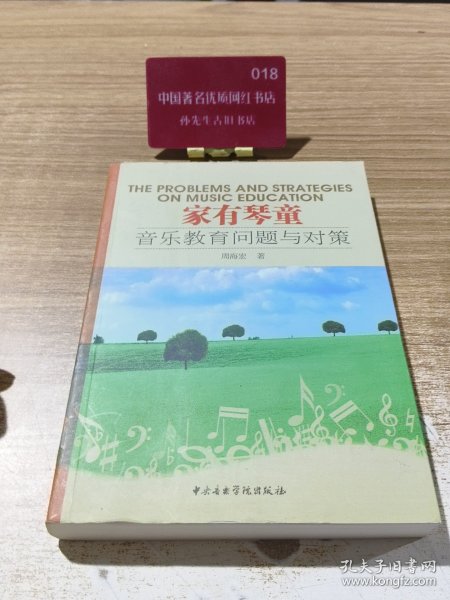 018
中国著名优质网红书店
孙先生古旧书店
THE PROBLEMS AND STRATEGIES
ON MUSIC EDUCATION
家有琴童
音乐教育问题与对策
周海宏 著
中央音乐学院出版社
孔夫子旧书网
www.kongfz.com